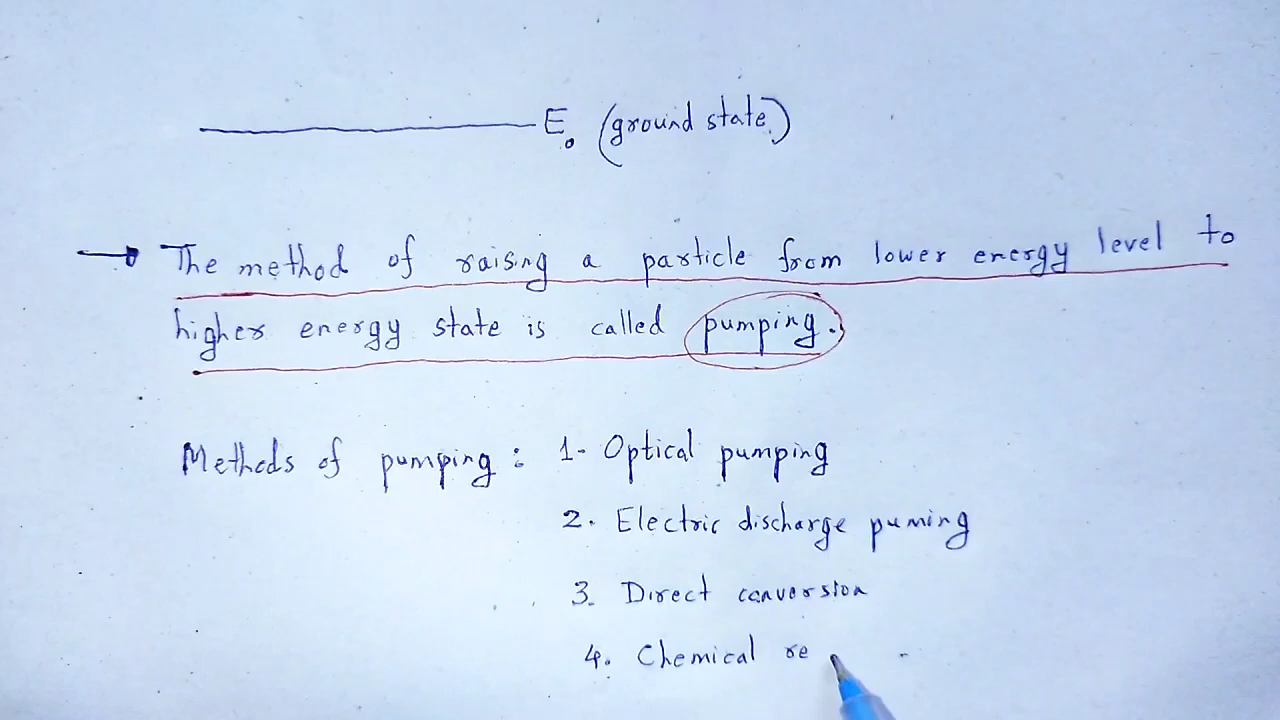 E₀ (ground state)
→ The method of raising a particle from lower energy level to
higher energy state is called pumping.
Methods of pumping : 1- Optical pumping
2. Electric discharge puming
3. Direct conversion
4. Chemical re